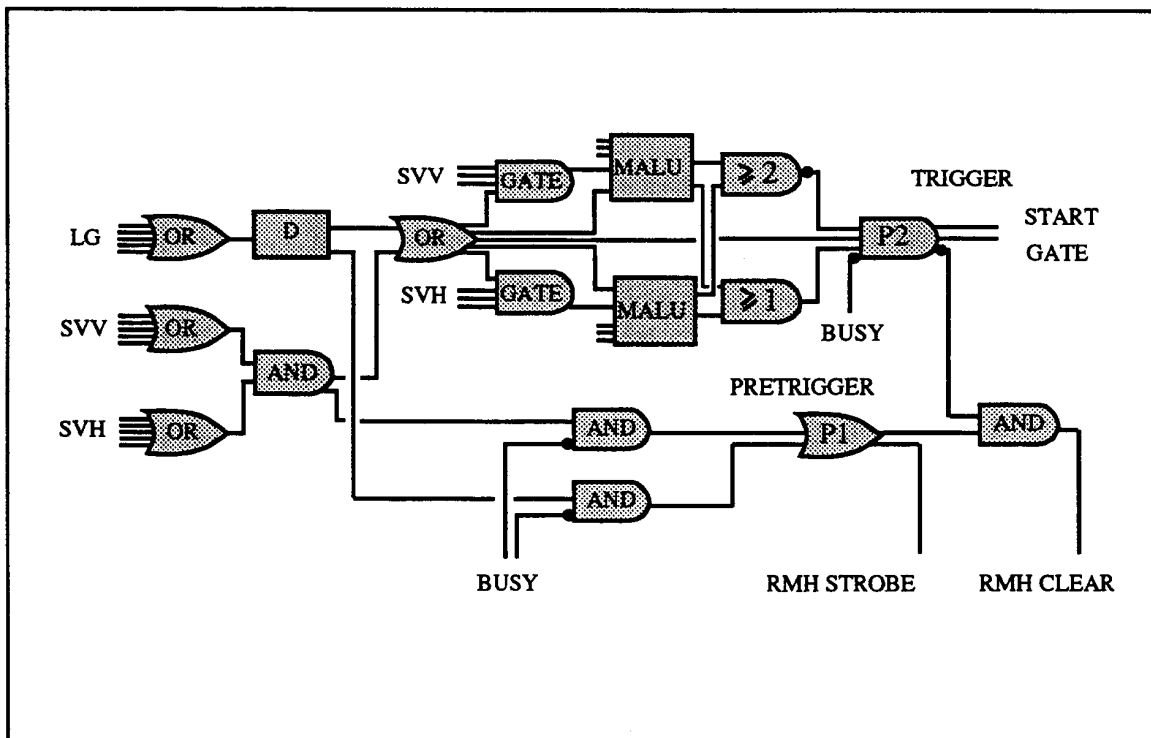 SVV
GATE
MALU
⩾ 2
TRIGGER
LG
OR
D
OR
P2
START
GATE
SVH
GATE
MALU
⩾ 1
SVV
OR
BUSY
AND
PRETRIGGER
SVH
OR
AND
P1
AND
AND
BUSY
RMH STROBE
RMH CLEAR